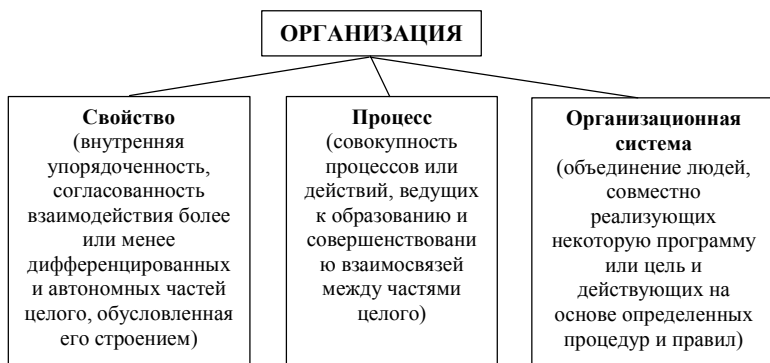 ОРГАНИЗАЦИЯ
Свойство
(внутренняя
упорядоченность,
согласованность
взаимодействия более
или менее
дифференцированных
и автономных частей
целого, обусловленная
его строением)
Процесс
(совокупность
процессов или
действий, ведущих
к образованию и
совершенствовани
ю взаимосвязей
между частями
целого)
Организационная
система
(объединение людей,
совместно
реализующих
некоторую программу
или цель и
действующих на
основе определенных
процедур и правил)